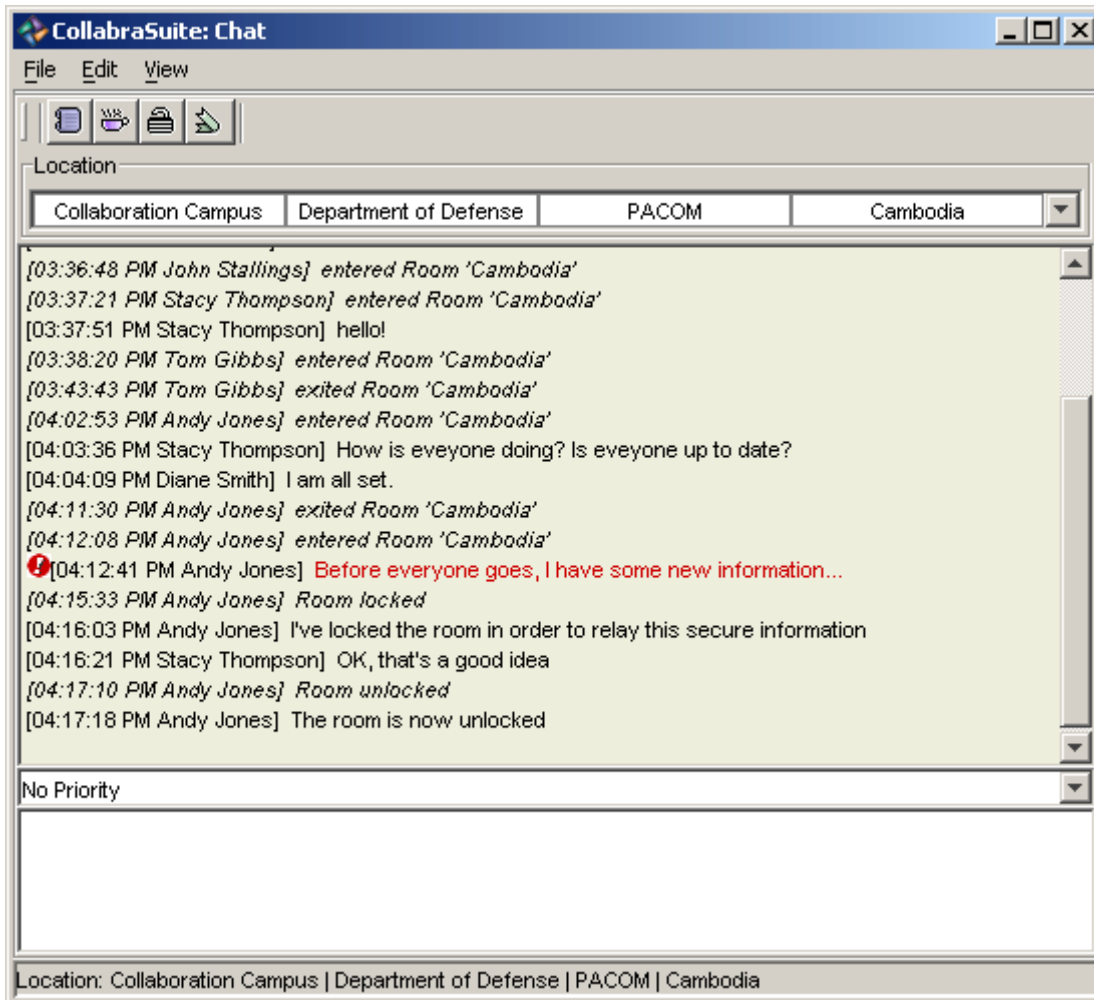 CollabraSuite: Chat
File Edit View
Location
Collaboration Campus Department of Defense PACOM Cambodia
[03:36:48 PM John Stallings] entered Room 'Cambodia'
[03:37:21 PM Stacy Thompson] entered Room 'Cambodia'
[03:37:51 PM Stacy Thompson] hello!
[03:38:20 PM Tom Gibbs] entered Room 'Cambodia'
[03:43:43 PM Tom Gibbs] exited Room 'Cambodia'
[04:02:53 PM Andy Jones] entered Room 'Cambodia'
[04:03:36 PM Stacy Thompson] How is eveyone doing? Is eveyone up to date?
[04:04:09 PM Diane Smith] I am all set.
[04:11:30 PM Andy Jones] exited Room 'Cambodia'
[04:12:08 PM Andy Jones] entered Room 'Cambodia'
[04:12:41 PM Andy Jones] Before everyone goes, I have some new information...
[04:15:33 PM Andy Jones] Room locked
[04:16:03 PM Andy Jones] I've locked the room in order to relay this secure information
[04:16:21 PM Stacy Thompson] OK, that's a good idea
[04:17:10 PM Andy Jones] Room unlocked
[04:17:18 PM Andy Jones] The room is now unlocked
No Priority
Location: Collaboration Campus | Department of Defense | PACOM | Cambodia